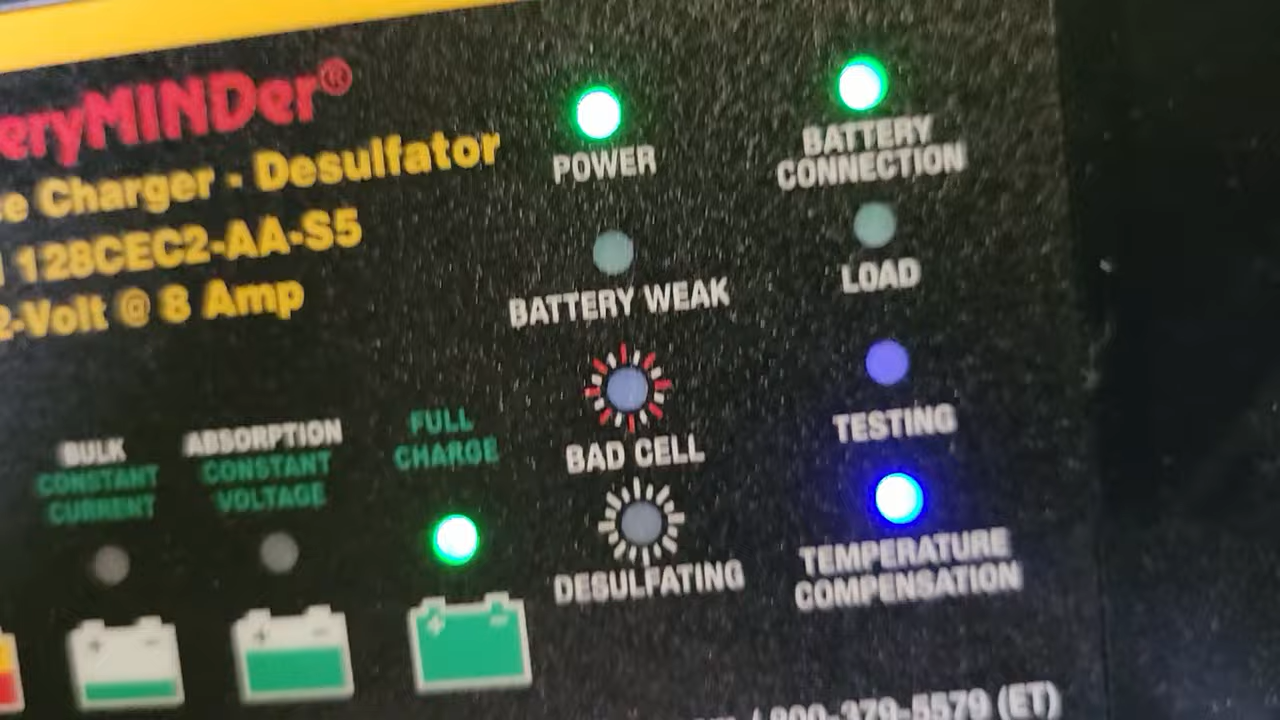 eryMINDer®
e Charger - Desulfator
128CEC2-AA-S5
2-Volt @ 8 Amp
POWER
BATTERY
CONNECTION
BATTERY WEAK
LOAD
BAD CELL
TESTING
DESULFATING
TEMPERATURE
COMPENSATION
BULK
CONSTANT
CURRENT
ABSORPTION
CONSTANT
VOLTAGE
FULL
CHARGE
+ -
+ -
+ -
/ 800-379-5579 (ET)